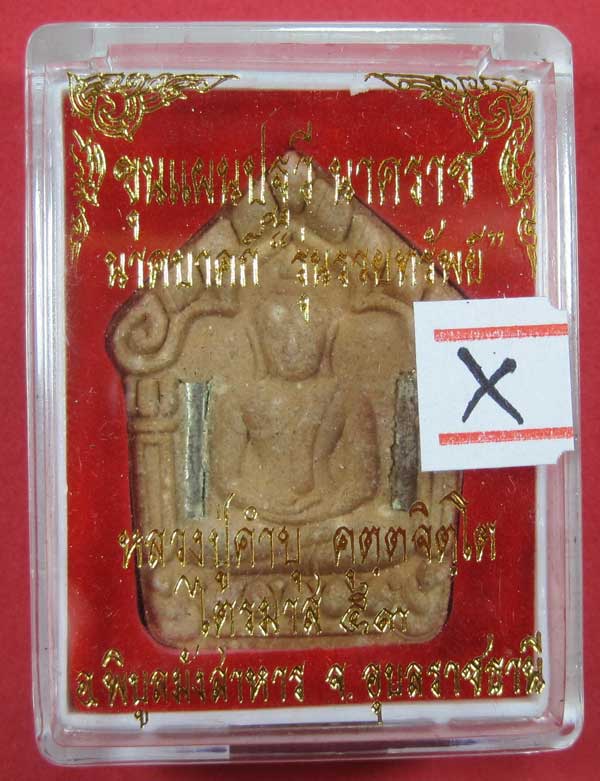 ขุนแผนปฐวี นาคราช
นาคบาดก์ "รุ่นรวยทรัพย์"
X
หลวงปู่คำบุ คุตฺตจิตฺโต
ไตรมาส ๕๓
อ.พิบูลมังสาหาร จ.อุบลราชธานี